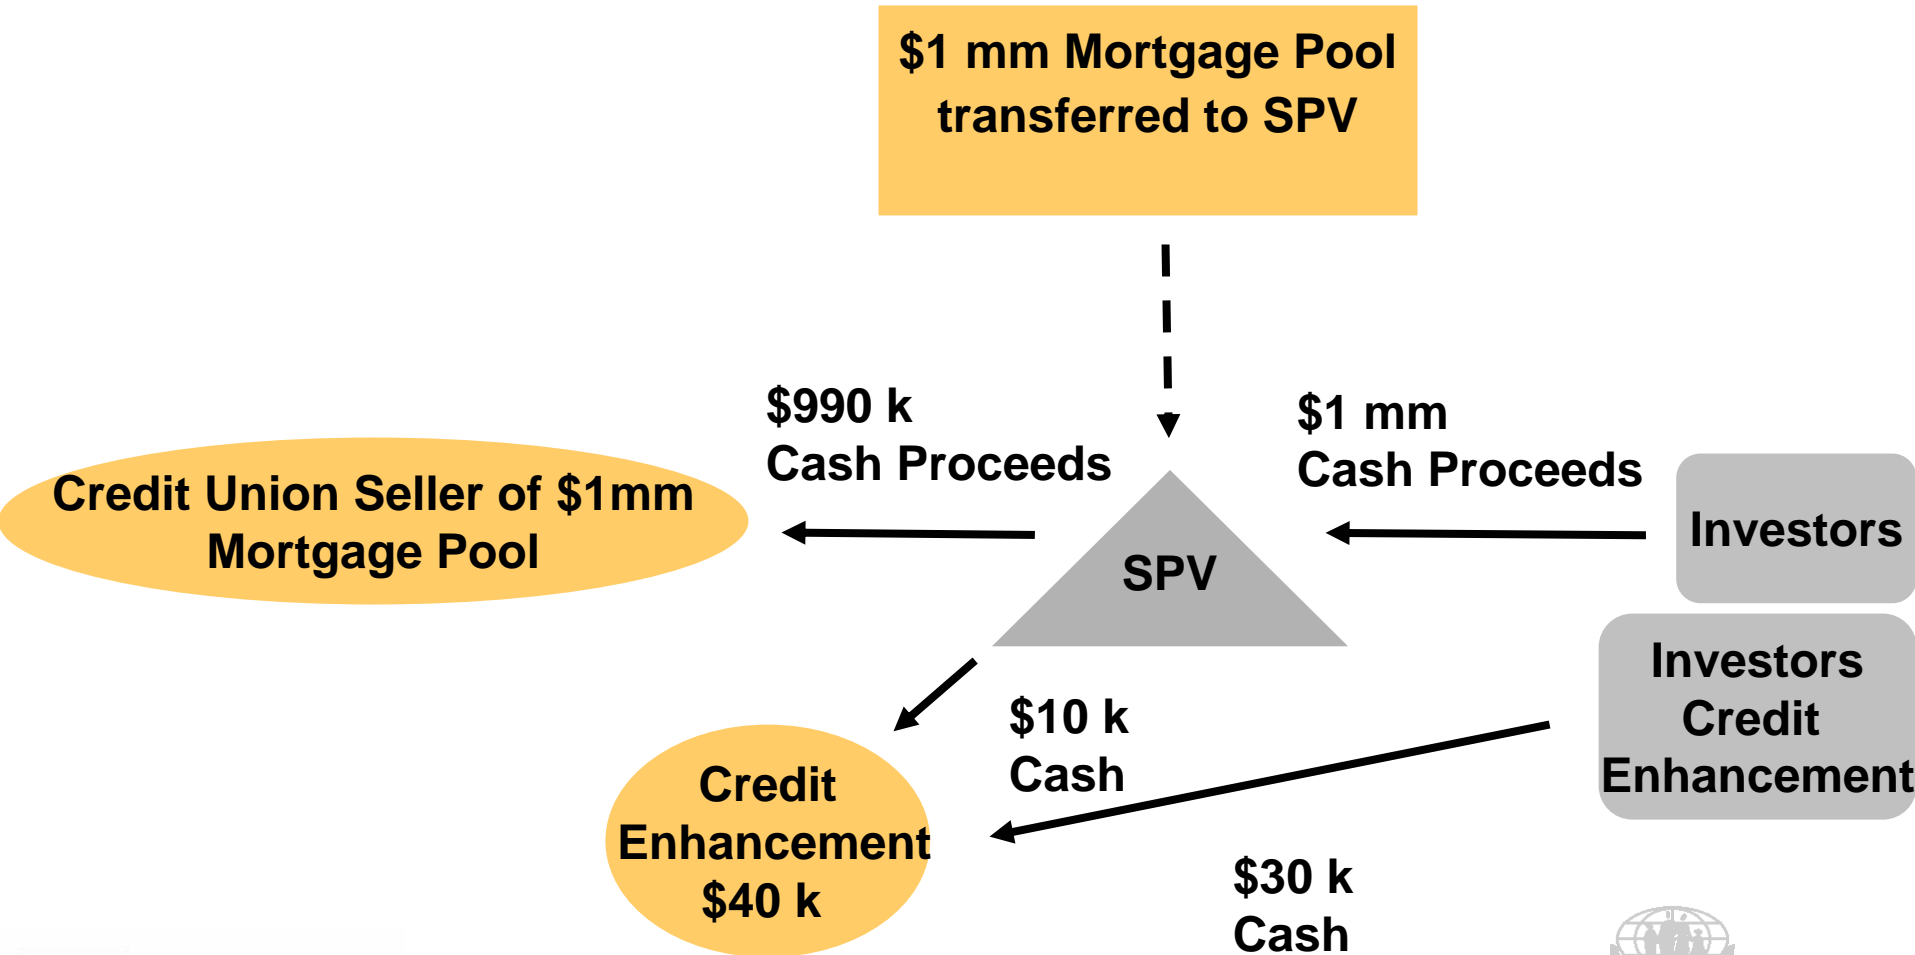 $1 mm Mortgage Pool
transferred to SPV
$990 k
Cash Proceeds
$1 mm
Cash Proceeds
Credit Union Seller of $1mm
Mortgage Pool
SPV
Investors
Investors
Credit
Enhancement
$10 k
Cash
Credit
Enhancement
$40 k
$30 k
Cash